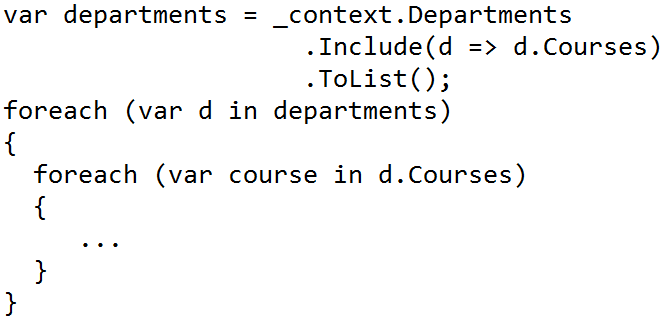 var departments = _context.Departments
                    .Include(d => d.Courses)
                    .ToList();
foreach (var d in departments)
{
  foreach (var course in d.Courses)
  {
     ...
  }
}